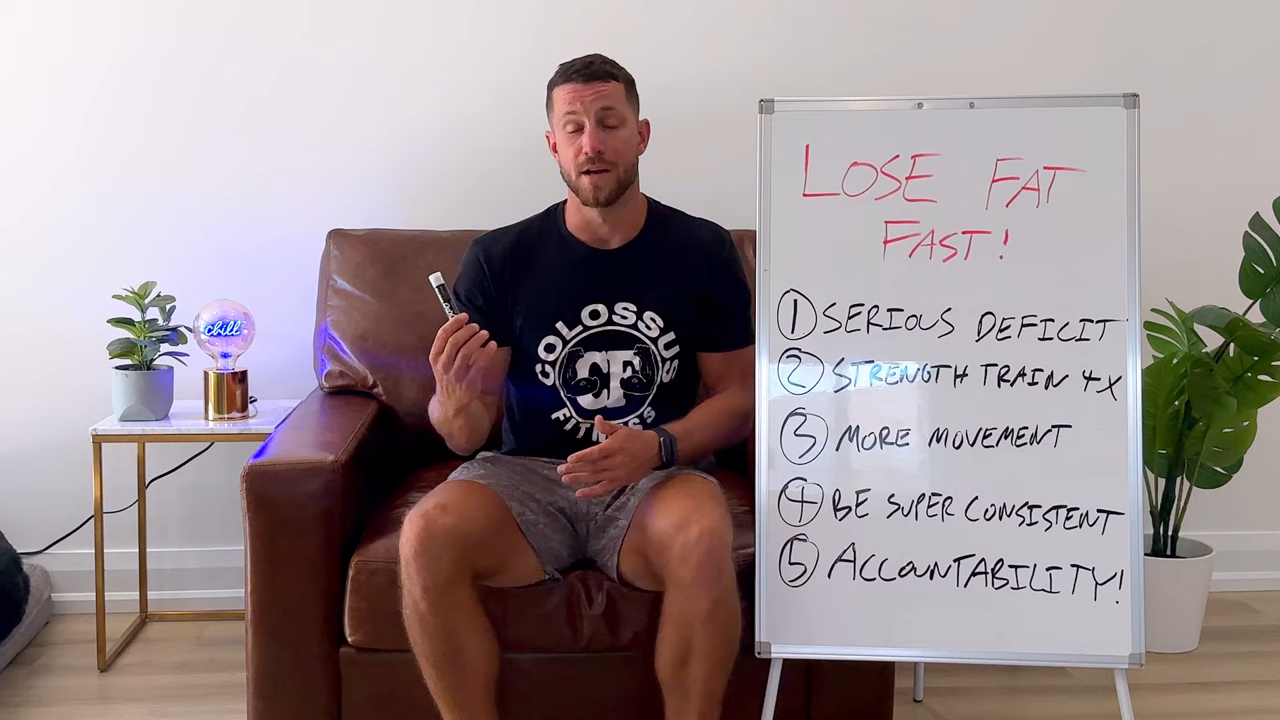 chill
COLOSSUS
CF
FITNESS
LOSE FAT
FAST!
1 SERIOUS DEFICIT
2 STRENGTH TRAIN 4X
3 MORE MOVEMENT
4 BE SUPER CONSISTENT
5 ACCOUNTABILITY!